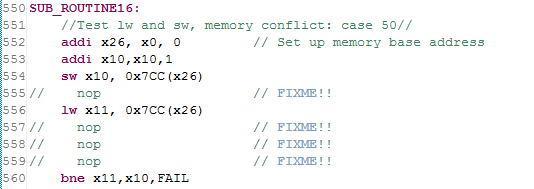 550 SUB_ROUTINE16:
551     //Test lw and sw, memory conflict: case 50//
552     addi x26, x0, 0         // Set up memory base address
553     addi x10,x10,1
554     sw x10, 0x7CC(x26)
555 //    nop                   // FIXME!!
556     lw x11, 0x7CC(x26)
557 //    nop                   // FIXME!!
558 //    nop                   // FIXME!!
559 //    nop                   // FIXME!!
560     bne x11,x10,FAIL